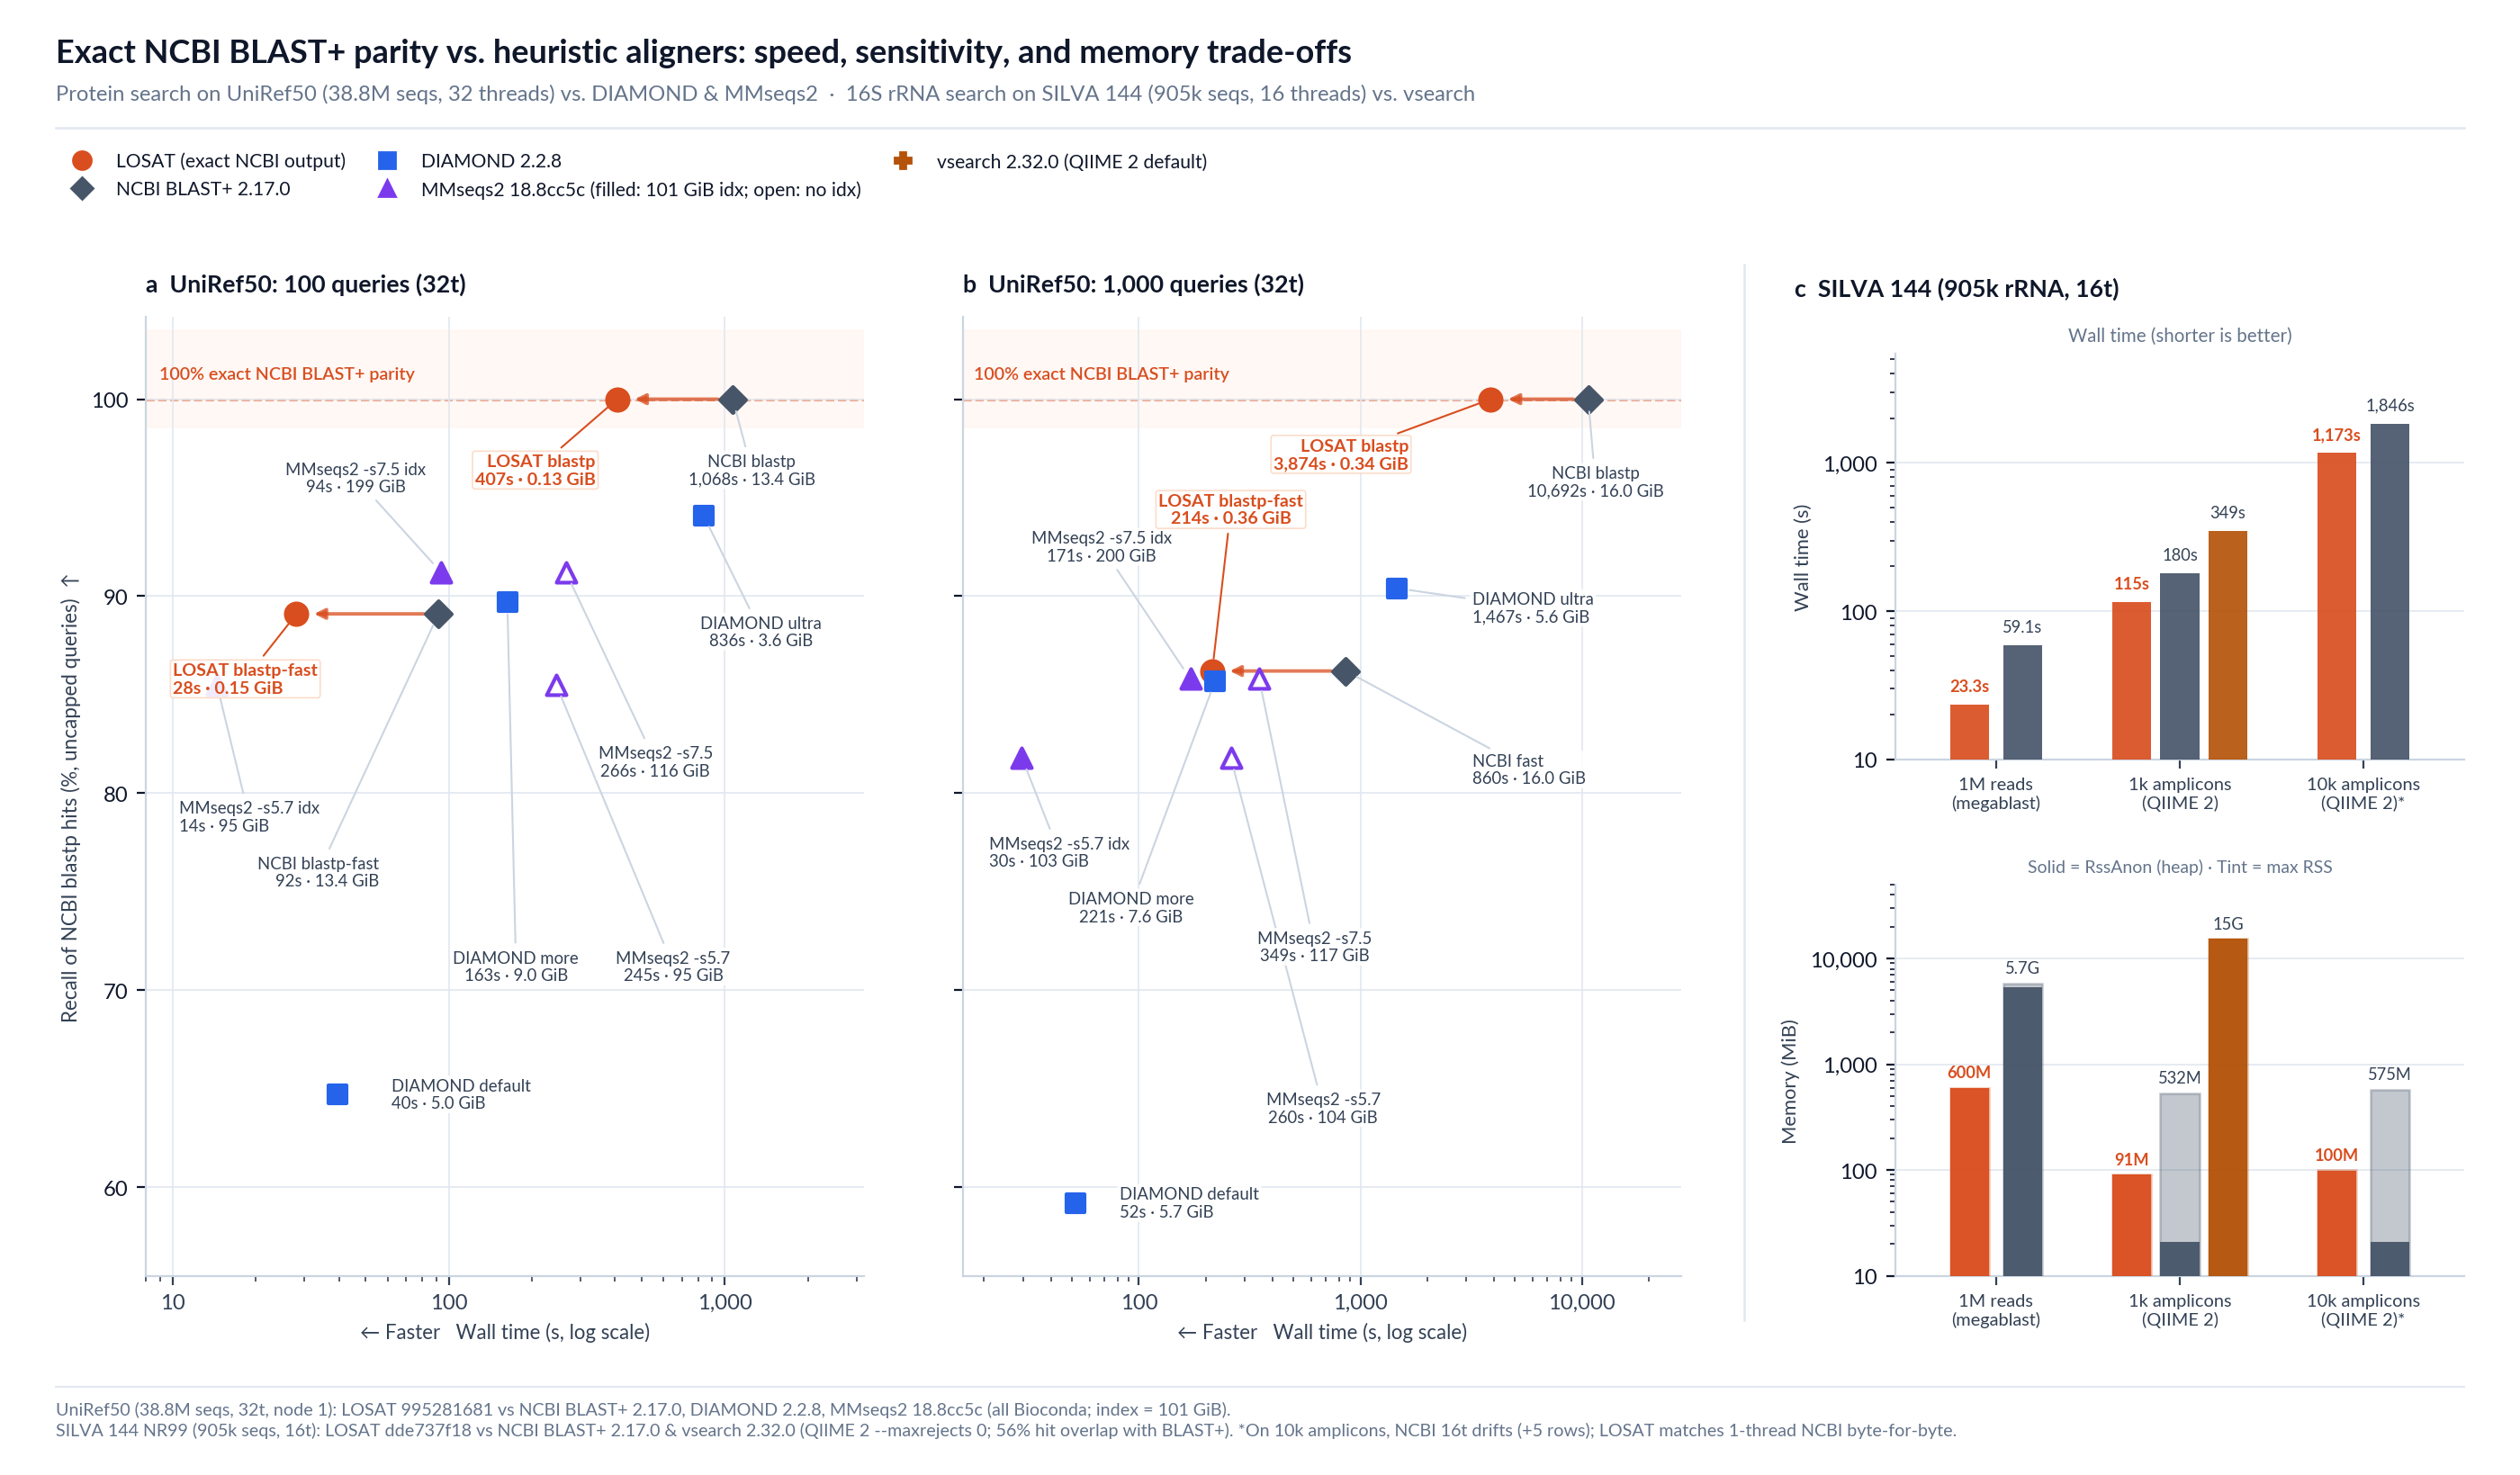 Exact NCBI BLAST+ parity vs. heuristic aligners: speed, sensitivity, and memory trade-offs
Protein search on UniRef50 (38.8M seqs, 32 threads) vs. DIAMOND & MMseqs2 · 16S rRNA search on SILVA 144 (905k seqs, 16 threads) vs. vsearch
LOSAT (exact NCBI output)
NCBI BLAST+ 2.17.0
DIAMOND 2.2.8
MMseqs2 18.8cc5c (filled: 101 GiB idx; open: no idx)
vsearch 2.32.0 (QIIME 2 default)
a UniRef50: 100 queries (32t)
Recall of NCBI blastp hits (%, uncapped queries) ↑
100
90
80
70
60
100% exact NCBI BLAST+ parity
LOSAT blastp
407s · 0.13 GiB
NCBI blastp
1,068s · 13.4 GiB
MMseqs2 -s7.5 idx
94s · 199 GiB
DIAMOND ultra
836s · 3.6 GiB
LOSAT blastp-fast
28s · 0.15 GiB
MMseqs2 -s7.5
266s · 116 GiB
MMseqs2 -s5.7 idx
14s · 95 GiB
NCBI blastp-fast
92s · 13.4 GiB
DIAMOND more
163s · 9.0 GiB
MMseqs2 -s5.7
245s · 95 GiB
DIAMOND default
40s · 5.0 GiB
10
100
1,000
← Faster Wall time (s, log scale)
b UniRef50: 1,000 queries (32t)
100% exact NCBI BLAST+ parity
LOSAT blastp
3,874s · 0.34 GiB
NCBI blastp
10,692s · 16.0 GiB
LOSAT blastp-fast
214s · 0.36 GiB
MMseqs2 -s7.5 idx
171s · 200 GiB
DIAMOND ultra
1,467s · 5.6 GiB
NCBI fast
860s · 16.0 GiB
MMseqs2 -s5.7 idx
30s · 103 GiB
DIAMOND more
221s · 7.6 GiB
MMseqs2 -s7.5
349s · 117 GiB
MMseqs2 -s5.7
260s · 104 GiB
DIAMOND default
52s · 5.7 GiB
100
1,000
10,000
← Faster Wall time (s, log scale)
c SILVA 144 (905k rRNA, 16t)
Wall time (shorter is better)
Wall time (s)
1,000
100
10
23.3s
59.1s
115s
180s
349s
1,173s
1,846s
1M reads
(megablast)
1k amplicons
(QIIME 2)
10k amplicons
(QIIME 2)*
Solid = RssAnon (heap) · Tint = max RSS
Memory (MiB)
10,000
1,000
100
10
600M
5.7G
91M
532M
15G
100M
575M
1M reads
(megablast)
1k amplicons
(QIIME 2)
10k amplicons
(QIIME 2)*
UniRef50 (38.8M seqs, 32t, node 1): LOSAT 995281681 vs NCBI BLAST+ 2.17.0, DIAMOND 2.2.8, MMseqs2 18.8cc5c (all Bioconda; index = 101 GiB).
SILVA 144 NR99 (905k seqs, 16t): LOSAT dde737f18 vs NCBI BLAST+ 2.17.0 & vsearch 2.32.0 (QIIME 2 --maxrejects 0; 56% hit overlap with BLAST+). *On 10k amplicons, NCBI 16t drifts (+5 rows); LOSAT matches 1-thread NCBI byte-for-byte.